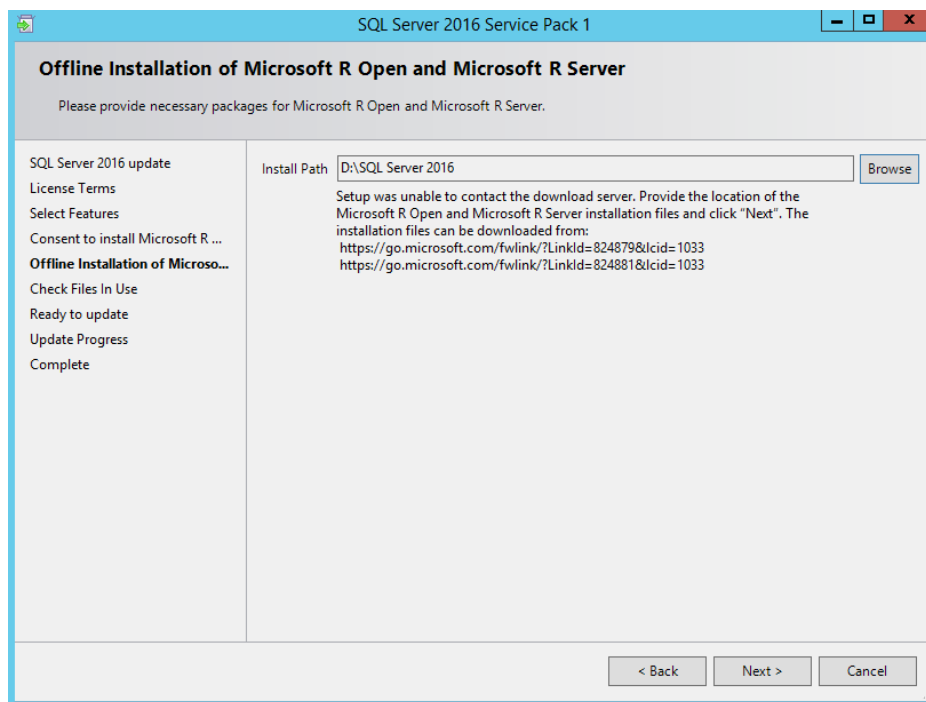 SQL Server 2016 Service Pack 1
Offline Installation of Microsoft R Open and Microsoft R Server
Please provide necessary packages for Microsoft R Open and Microsoft R Server.
SQL Server 2016 update
License Terms
Select Features
Consent to install Microsoft R ...
Offline Installation of Microso...
Check Files In Use
Ready to update
Update Progress
Complete
Install Path D:\SQL Server 2016 Browse
Setup was unable to contact the download server. Provide the location of the
Microsoft R Open and Microsoft R Server installation files and click "Next". The
installation files can be downloaded from:
https://go.microsoft.com/fwlink/?LinkId=824879&lcid=1033
https://go.microsoft.com/fwlink/?LinkId=824881&lcid=1033
< Back Next > Cancel